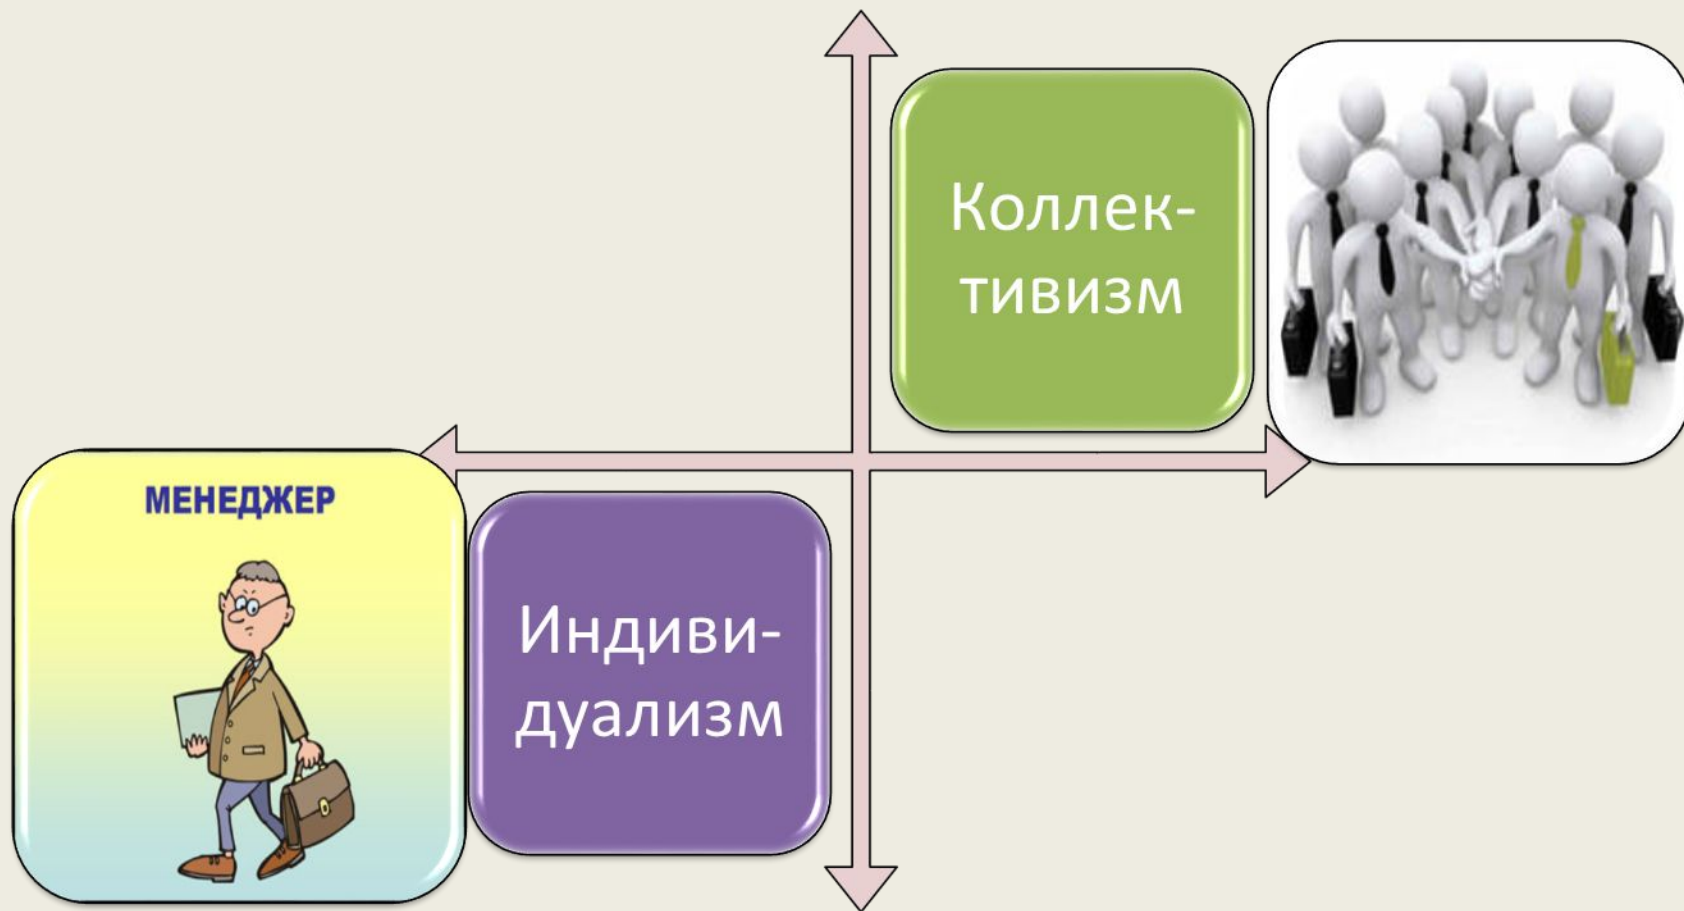 Коллек-
тивизм
МЕНЕДЖЕР
Индиви-
дуализм